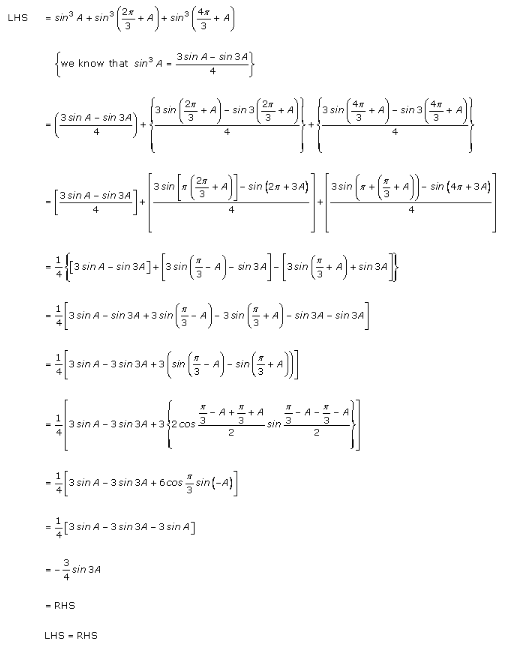 LHS = sin³ A + sin³ (2π/3 + A) + sin³ (4π/3 + A)
{we know that sin³ A = (3 sin A − sin 3A)/4}
= ((3 sin A − sin 3A)/4) + {(3 sin (2π/3 + A) − sin 3 (2π/3 + A))/4} + {(3 sin (4π/3 + A) − sin 3 (4π/3 + A))/4}
= [(3 sin A − sin 3A)/4] + [(3 sin [π (2π/3 + A)] − sin (2π + 3A))/4] + [(3 sin (π + (π/3 + A)) − sin (4π + 3A))/4]
= 1/4 {[3 sin A − sin 3A] + [3 sin (π/3 − A) − sin 3A] − [3 sin (π/3 + A) + sin 3A]}
= 1/4 [3 sin A − sin 3A + 3 sin (π/3 − A) − 3 sin (π/3 + A) − sin 3A − sin 3A]
= 1/4 [3 sin A − 3 sin 3A + 3 (sin (π/3 − A) − sin (π/3 + A))]
= 1/4 [3 sin A − 3 sin 3A + 3 {2 cos (π/3 − A + π/3 + A)/2 sin (π/3 − A − π/3 − A)/2}]
= 1/4 [3 sin A − 3 sin 3A + 6 cos π/3 sin (−A)]
= 1/4 [3 sin A − 3 sin 3A − 3 sin A]
= − 3/4 sin 3A
= RHS
LHS = RHS